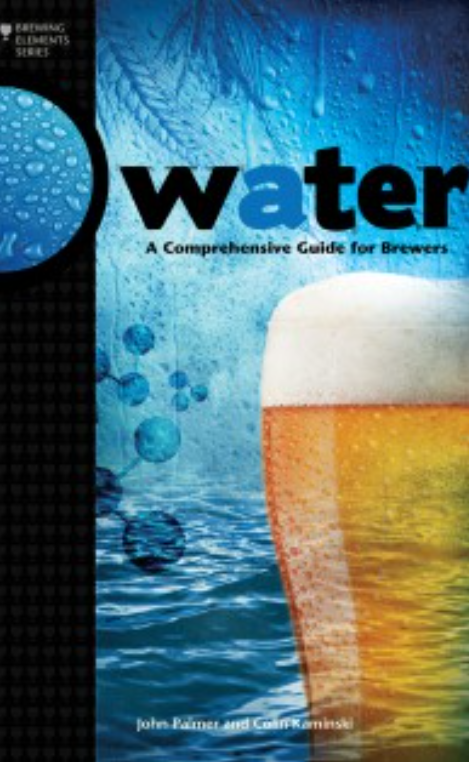 BREWING
ELEMENTS
SERIES
water
A Comprehensive Guide for Brewers
John Palmer and Colin Kaminski